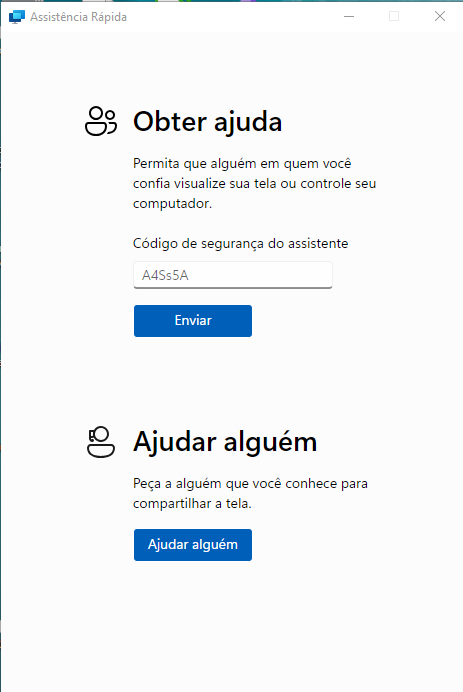 Assistência Rápida
Obter ajuda
Permita que alguém em quem você
confia visualize sua tela ou controle seu
computador.
Código de segurança do assistente
A4Ss5A
Enviar
Ajudar alguém
Peça a alguém que você conhece para
compartilhar a tela.
Ajudar alguém